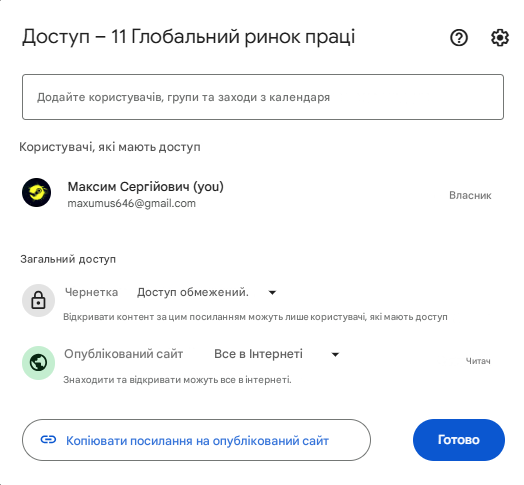 Доступ – 11 Глобальний ринок праці
Додайте користувачів, групи та заходи з календаря
Користувачі, які мають доступ
Максим Сергійович (you)
maxumus646@gmail.com
Власник
Загальний доступ
Чернетка Доступ обмежений.
Відкривати контент за цим посиланням можуть лише користувачі, які мають доступ
Опублікований сайт Все в Інтернеті
Читач
Знаходити та відкривати можуть все в інтернеті.
Копіювати посилання на опублікований сайт
Готово